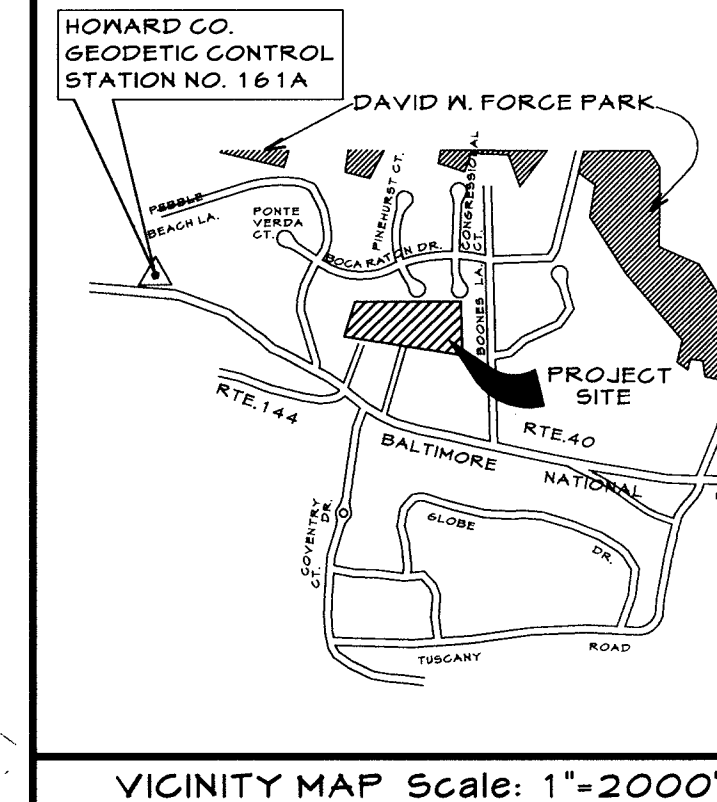 HOWARD CO.
GEODETIC CONTROL
STATION NO. 161A
DAVID W. FORCE PARK
PEBBLE
BEACH LA.
PONTE
VERDA
CT.
PINEHURST CT.
CONGRESSIONAL
CT.
BOCA RATON DR.
BOONES LA.
PROJECT
SITE
RTE.144
RTE.40
BALTIMORE
NATIONAL
COVENTRY
DR.
CT.
GLOBE
DR.
TUSCANY
ROAD
VICINITY MAP Scale: 1"=2000'